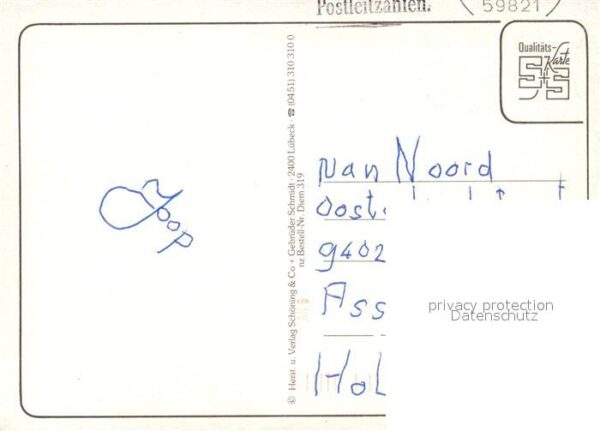 Postleitzahlen.
59821
Qualitäts-
Karte
© Herst. u. Verlag Schöning & Co + Gebrüder Schmidt · 2400 Lübeck · ☎ (0451) 310 310 0
nz Bestell-Nr. Diem 319
Joop
van Noord
Oost
9402
Ass
Hol
privacy protection
Datenschutz